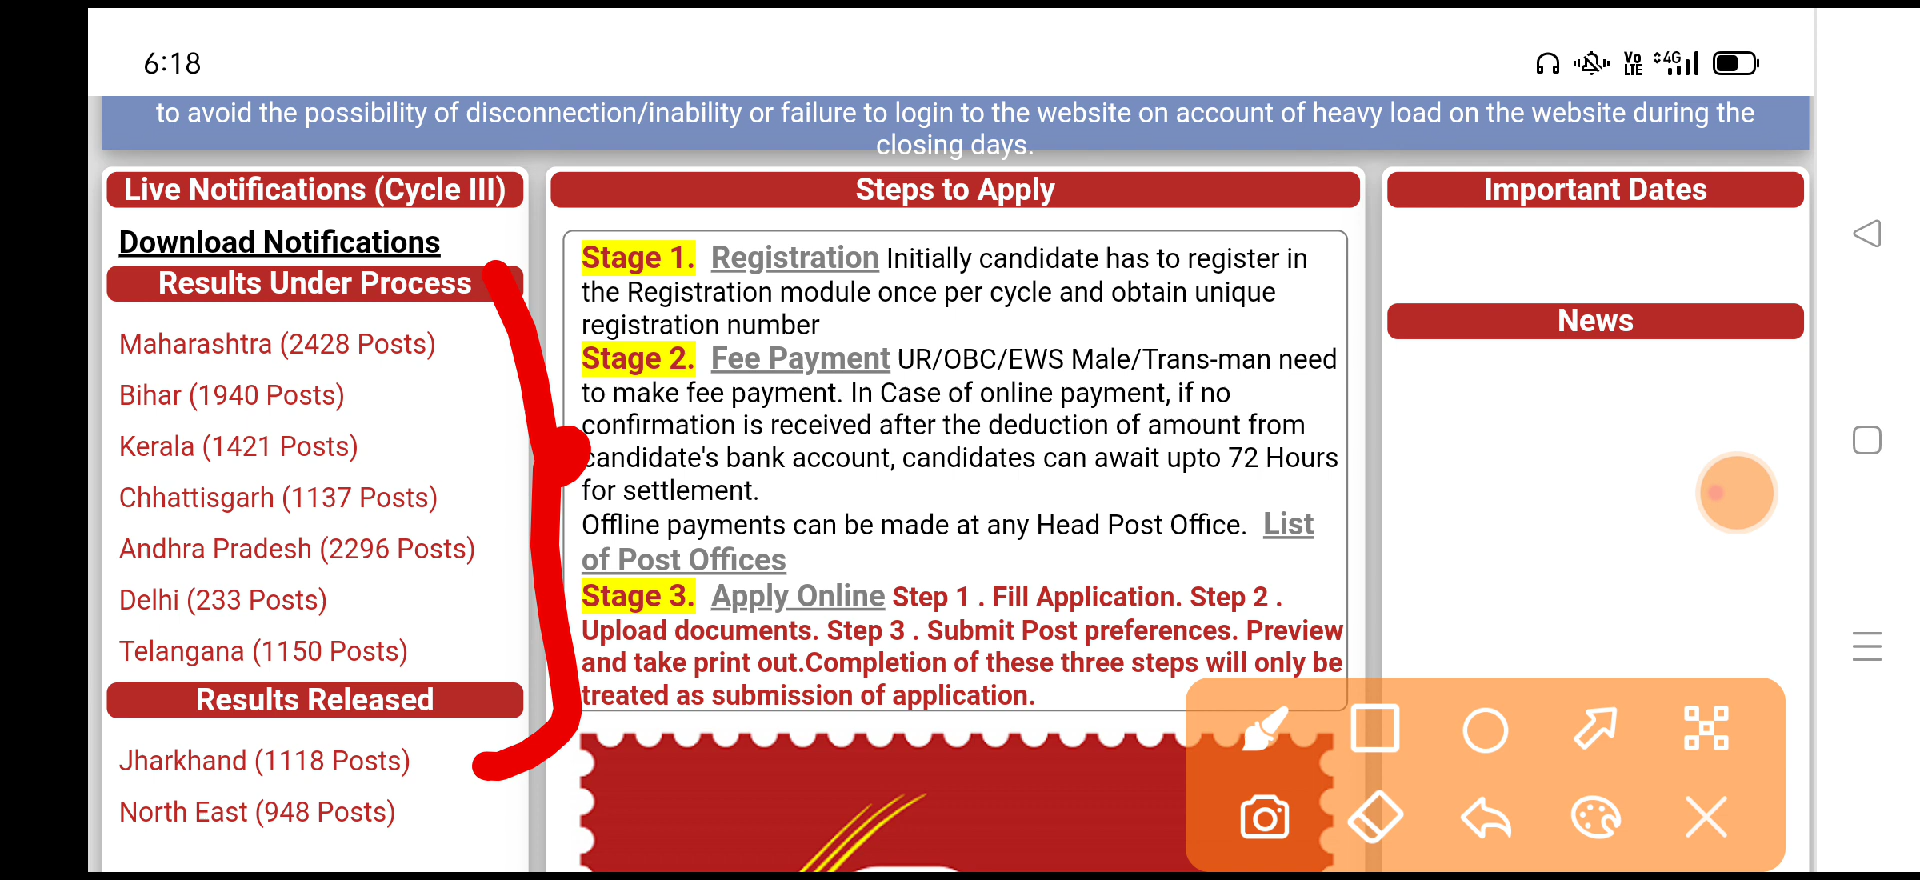 6:18
Vo LTE 4G
to avoid the possibility of disconnection/inability or failure to login to the website on account of heavy load on the website during the
closing days.
Live Notifications (Cycle III)
Download Notifications
Results Under Process
Maharashtra (2428 Posts)
Bihar (1940 Posts)
Kerala (1421 Posts)
Chhattisgarh (1137 Posts)
Andhra Pradesh (2296 Posts)
Delhi (233 Posts)
Telangana (1150 Posts)
Results Released
Jharkhand (1118 Posts)
North East (948 Posts)
Steps to Apply
Stage 1. Registration Initially candidate has to register in
the Registration module once per cycle and obtain unique
registration number
Stage 2. Fee Payment UR/OBC/EWS Male/Trans-man need
to make fee payment. In Case of online payment, if no
confirmation is received after the deduction of amount from
candidate's bank account, candidates can await upto 72 Hours
for settlement.
Offline payments can be made at any Head Post Office. List
of Post Offices
Stage 3. Apply Online Step 1 . Fill Application. Step 2 .
Upload documents. Step 3 . Submit Post preferences. Preview
and take print out.Completion of these three steps will only be
treated as submission of application.
Important Dates
News